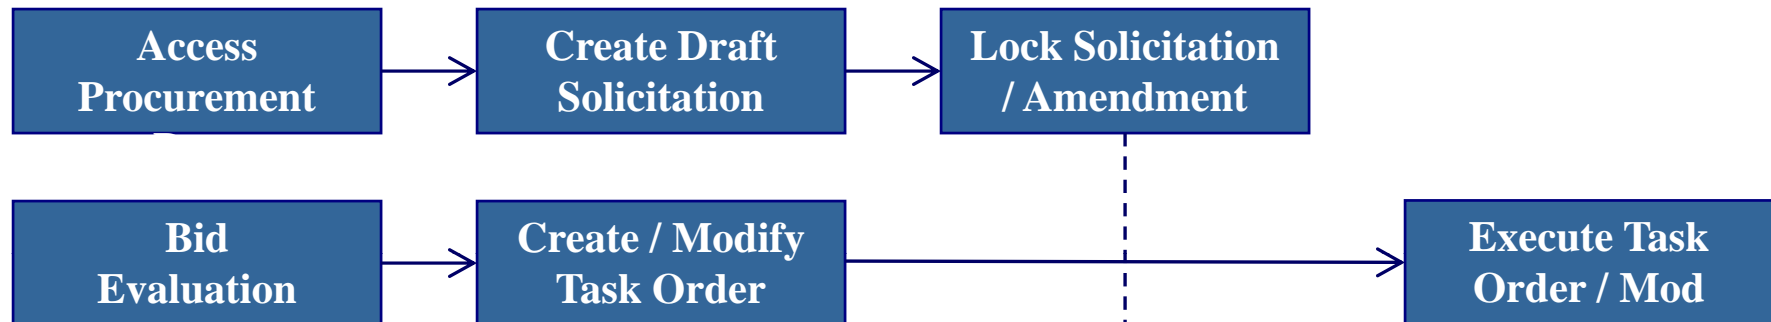 Access
Procurement
Create Draft
Solicitation
Lock Solicitation
/ Amendment
Bid
Evaluation
Create / Modify
Task Order
Execute Task
Order / Mod